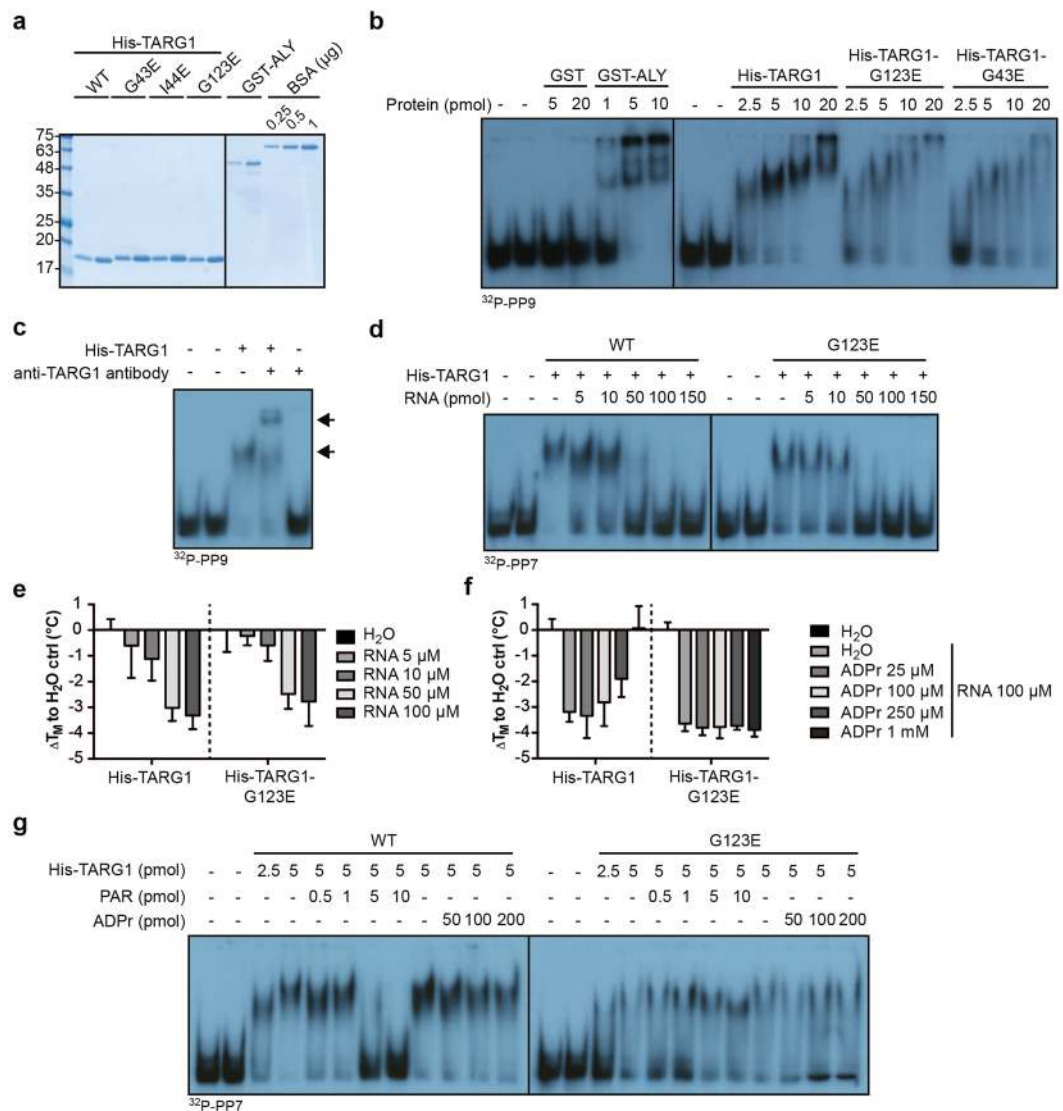 a
His-TARG1
WT G43E I44E G123E GST-ALY BSA (µg)
0.25 0.5 1
75
63
48
35
25
20
17
b
His-TARG1- His-TARG1-
GST GST-ALY His-TARG1 G123E G43E
Protein (pmol) - - 5 20 1 5 10 - - 2.5 5 10 20 2.5 5 10 20 2.5 5 10 20
32P-PP9
c
His-TARG1 - - + + -
anti-TARG1 antibody - - - + +
32P-PP9
d
WT G123E
His-TARG1 - - + + + + + + - - + + + + + +
RNA (pmol) - - - 5 10 50 100 150 - - - 5 10 50 100 150
32P-PP7
e
ΔTM to H2O ctrl (°C)
1
0
-1
-2
-3
-4
-5
His-TARG1 His-TARG1-
G123E
H2O
RNA 5 µM
RNA 10 µM
RNA 50 µM
RNA 100 µM
f
ΔTM to H2O ctrl (°C)
1
0
-1
-2
-3
-4
-5
His-TARG1 His-TARG1-
G123E
H2O
H2O
ADPr 25 µM
ADPr 100 µM
ADPr 250 µM
ADPr 1 mM
RNA 100 µM
g
WT G123E
His-TARG1 (pmol) - - 2.5 5 5 5 5 5 5 5 5 5 - - 2.5 5 5 5 5 5 5 5 5 5
PAR (pmol) - - - - 0.5 1 5 10 - - - - - - - - 0.5 1 5 10 - - - -
ADPr (pmol) - - - - - - - - - 50 100 200 - - - - - - - - - 50 100 200
32P-PP7